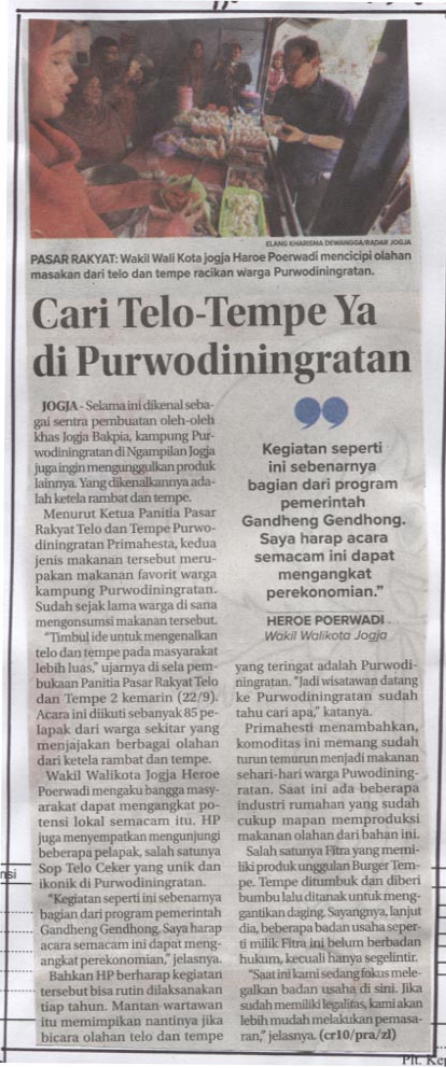 ELANG KHARISMA DEWANGGA/RADAR JOGJA
PASAR RAKYAT: Wakil Wali Kota jogja Haroe Poerwadi mencicipi olahan
masakan dari telo dan tempe racikan warga Purwodiningratan.
Cari Telo-Tempe Ya
di Purwodiningratan
JOGJA - Selama ini dikenal seba-
gai sentra pembuatan oleh-oleh
khas Jogja Bakpia, kampung Pur-
wodiningratan di Ngampilan Jogja
juga ingin mengunggulkan produk
lainnya. Yang dikenalkannya ada-
lah ketela rambat dan tempe.
Menurut Ketua Panitia Pasar
Rakyat Telo dan Tempe Purwo-
diningratan Primahesta, kedua
jenis makanan tersebut meru-
pakan makanan favorit warga
kampung Purwodiningratan.
Sudah sejak lama warga di sana
mengonsumsi makanan tersebut.
"Timbul ide untuk mengenalkan
telo dan tempe pada masyarakat
lebih luas," ujarnya di sela pem-
bukaan Panitia Pasar Rakyat Telo
dan Tempe 2 kemarin (22/9).
Acara ini diikuti sebanyak 85 pe-
lapak dari warga sekitar yang
menjajakan berbagai olahan
dari ketela rambat dan tempe.
Wakil Walikota Jogja Heroe
Poerwadi mengaku bangga masy-
arakat dapat mengangkat po-
tensi lokal semacam itu. HP
juga menyempatkan mengunjungi
beberapa pelapak, salah satunya
Sop Telo Ceker yang unik dan
ikonik di Purwodiningratan.
"Kegiatan seperti ini sebenarnya
bagian dari program pemerintah
Gandheng Gendhong. Saya harap
acara semacam ini dapat meng-
angkat perekonomian," jelasnya.
Bahkan HP berharap kegiatan
tersebut bisa rutin dilaksanakan
tiap tahun. Mantan wartawan
itu memimpikan nantinya jika
bicara olahan telo dan tempe
"
Kegiatan seperti
ini sebenarnya
bagian dari program
pemerintah
Gandheng Gendhong.
Saya harap acara
semacam ini dapat
mengangkat
perekonomian."
HEROE POERWADI
Wakil Walikota Jogja
yang teringat adalah Purwodi-
ningratan. "Jadi wisatawan datang
ke Purwodiningratan sudah
tahu cari apa," katanya.
Primahesti menambahkan,
komoditas ini memang sudah
turun temurun menjadi makanan
sehari-hari warga Puwodining-
ratan. Saat ini ada beberapa
industri rumahan yang sudah
cukup mapan memproduksi
makanan olahan dari bahan ini.
Salah satunya Fitra yang memi-
liki produk unggulan Burger Tem-
pe. Tempe ditumbuk dan diberi
bumbu lalu ditanak untuk meng-
gantikan daging. Sayangnya, lanjut
dia, beberapa badan usaha seper-
ti milik Fitra ini belum berbadan
hukum, kecuali hanya segelintir.
"Saat ini kami sedang fokus mele-
galkan badan usaha di sini. Jika
sudah memiliki legalitas, kami akan
lebih mudah melakukan pemasa-
ran," jelasnya. (cr10/pra/zl)
nsi
Plt. Kep